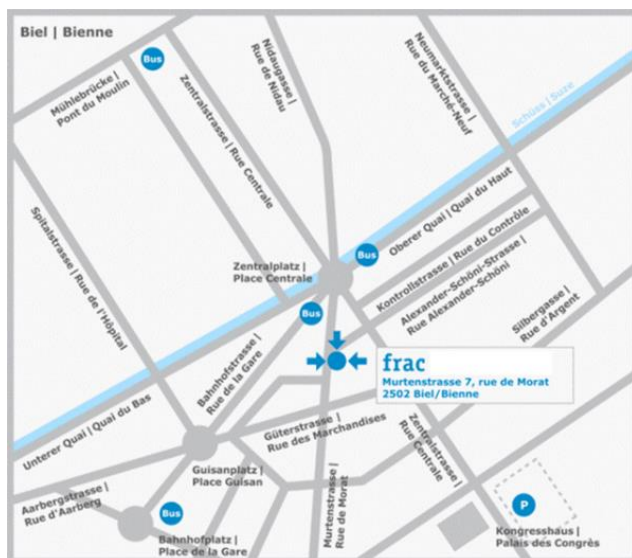 Biel | Bienne
Bus
Mühlebrücke |
Pont du Moulin
Zentralstrasse | Rue Centrale
Nidaugasse |
Rue de Nidau
Neumarktstrasse |
Rue du Marché-Neuf
Schüss | Suze
Spitalstrasse | Rue de l'Hôpital
Zentralplatz |
Place Centrale
Bus
Oberer Quai | Quai du Haut
Kontrollstrasse | Rue du Contrôle
Alexander-Schöni-Strasse |
Rue Alexander-Schöni
Silbergasse |
Rue d'Argent
Bus
Bahnhofstrasse |
Rue de la Gare
frac
Murtenstrasse 7, rue de Morat
2502 Biel/Bienne
Unterer Quai | Quai du Bas
Güterstrasse |
Rue des Marchandises
Zentralstrasse |
Rue Centrale
Guisanplatz |
Place Guisan
Murtenstrasse |
Rue de Morat
Aarbergstrasse |
Rue d'Aarberg
Bus
Bahnhofplatz |
Place de la Gare
P
Kongresshaus |
Palais des Congrès